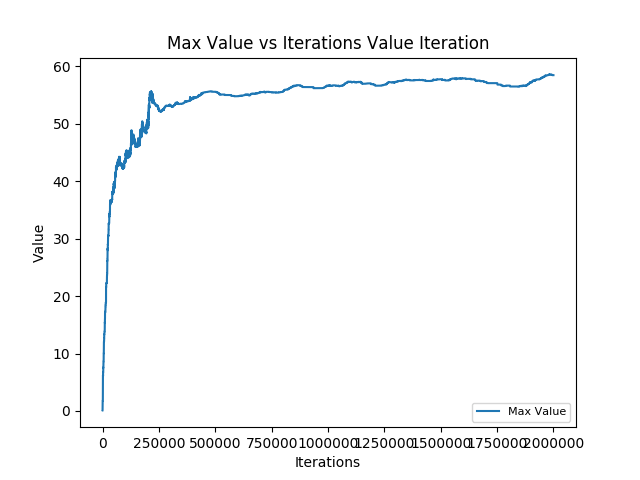 Max Value vs Iterations Value Iteration
60
50
40
30
20
10
0
Value
Max Value
0 250000 500000 750000 1000000 1250000 1500000 1750000 2000000
Iterations